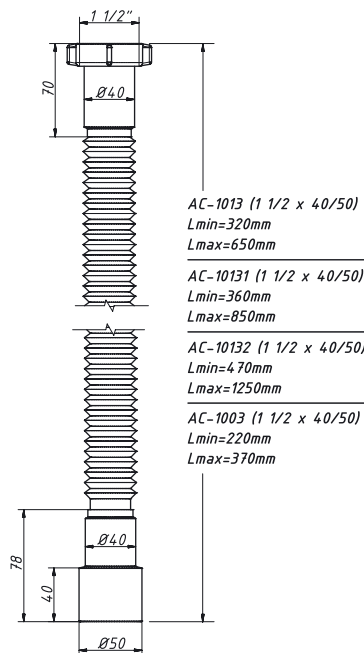 1 1/2"
70
Ø40
AC-1013 (1 1/2 x 40/50)
Lmin=320mm
Lmax=650mm
AC-10131 (1 1/2 x 40/50)
Lmin=360mm
Lmax=850mm
AC-10132 (1 1/2 x 40/50)
Lmin=470mm
Lmax=1250mm
AC-1003 (1 1/2 x 40/50)
Lmin=220mm
Lmax=370mm
Ø40
78
40
Ø50